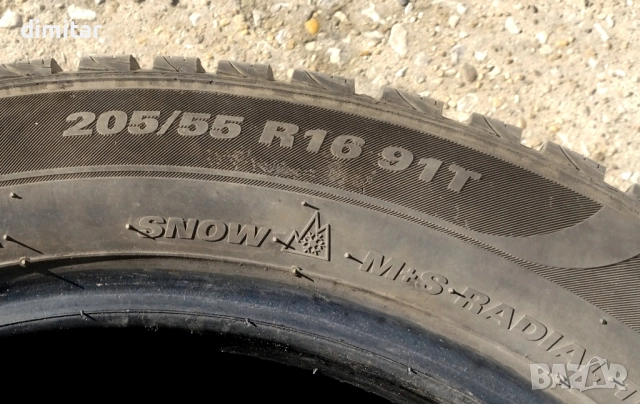 dimitar
205/55 R16 91T
SNOW M+S RADIAL
BAZAR